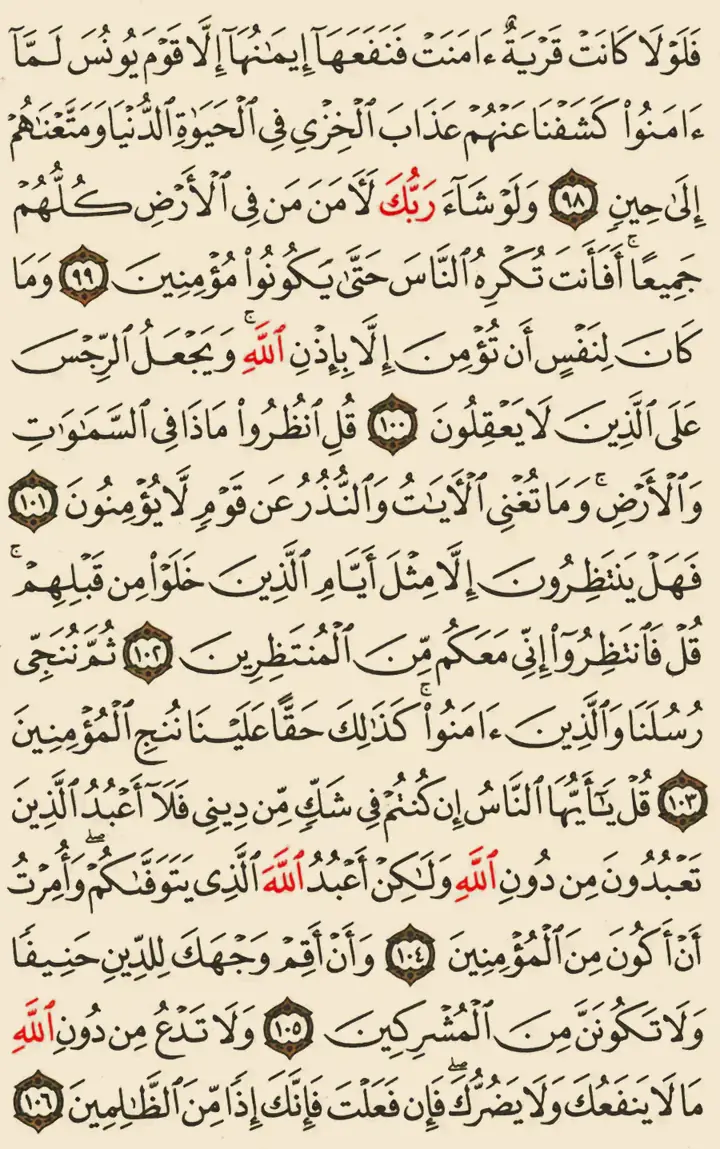 فَلَوْلَا كَانَتْ قَرْيَةٌ ءَامَنَتْ فَنَفَعَهَآ إِيمَٰنُهَآ إِلَّا قَوْمَ يُونُسَ لَمَّآ
ءَامَنُوا۟ كَشَفْنَا عَنْهُمْ عَذَابَ ٱلْخِزْىِ فِى ٱلْحَيَوٰةِ ٱلدُّنْيَا وَمَتَّعْنَٰهُمْ
إِلَىٰ حِينٍ ٩٨ وَلَوْ شَآءَ رَبُّكَ لَـَٔامَنَ مَن فِى ٱلْأَرْضِ كُلُّهُمْ
جَمِيعًا ۚ أَفَأَنتَ تُكْرِهُ ٱلنَّاسَ حَتَّىٰ يَكُونُوا۟ مُؤْمِنِينَ ٩٩ وَمَا
كَانَ لِنَفْسٍ أَن تُؤْمِنَ إِلَّا بِإِذْنِ ٱللَّهِ ۚ وَيَجْعَلُ ٱلرِّجْسَ
عَلَى ٱلَّذِينَ لَا يَعْقِلُونَ ١٠٠ قُلِ ٱنظُرُوا۟ مَاذَا فِى ٱلسَّمَٰوَٰتِ
وَٱلْأَرْضِ ۚ وَمَا تُغْنِى ٱلْـَٔايَٰتُ وَٱلنُّذُرُ عَن قَوْمٍ لَّا يُؤْمِنُونَ ١٠١
فَهَلْ يَنتَظِرُونَ إِلَّا مِثْلَ أَيَّامِ ٱلَّذِينَ خَلَوْا۟ مِن قَبْلِهِمْ ۚ
قُلْ فَٱنتَظِرُوٓا۟ إِنِّى مَعَكُم مِّنَ ٱلْمُنتَظِرِينَ ١٠٢ ثُمَّ نُنَجِّى
رُسُلَنَا وَٱلَّذِينَ ءَامَنُوا۟ ۚ كَذَٰلِكَ حَقًّا عَلَيْنَا نُنجِ ٱلْمُؤْمِنِينَ
١٠٣ قُلْ يَٰٓأَيُّهَا ٱلنَّاسُ إِن كُنتُمْ فِى شَكٍّ مِّن دِينِى فَلَآ أَعْبُدُ ٱلَّذِينَ
تَعْبُدُونَ مِن دُونِ ٱللَّهِ وَلَٰكِنْ أَعْبُدُ ٱللَّهَ ٱلَّذِى يَتَوَفَّىٰكُمْ ۖ وَأُمِرْتُ
أَنْ أَكُونَ مِنَ ٱلْمُؤْمِنِينَ ١٠٤ وَأَنْ أَقِمْ وَجْهَكَ لِلدِّينِ حَنِيفًا
وَلَا تَكُونَنَّ مِنَ ٱلْمُشْرِكِينَ ١٠٥ وَلَا تَدْعُ مِن دُونِ ٱللَّهِ
مَا لَا يَنفَعُكَ وَلَا يَضُرُّكَ ۖ فَإِن فَعَلْتَ فَإِنَّكَ إِذًا مِّنَ ٱلظَّٰلِمِينَ ١٠٦